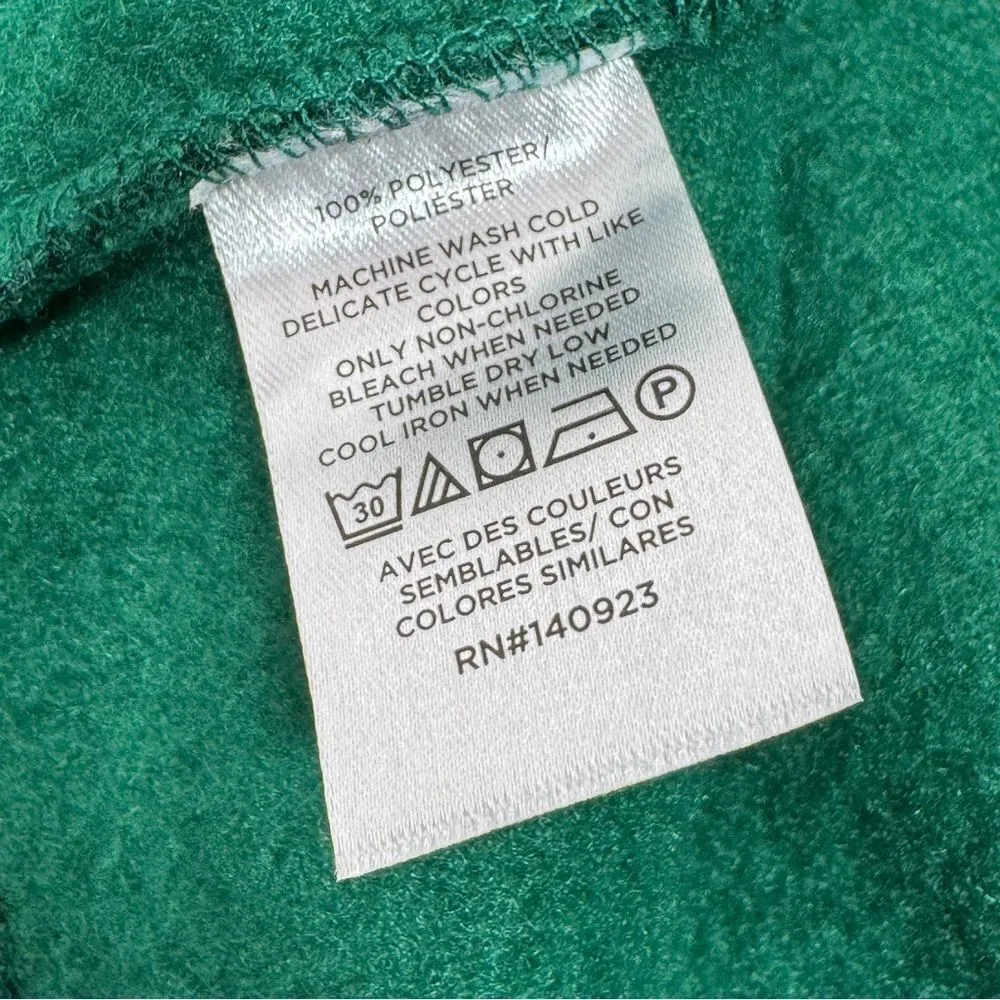 100% POLYESTER/
POLIÉSTER
MACHINE WASH COLD
DELICATE CYCLE WITH LIKE
COLORS
ONLY NON-CHLORINE
BLEACH WHEN NEEDED
TUMBLE DRY LOW
COOL IRON WHEN NEEDED
30 P
AVEC DES COULEURS
SEMBLABLES/ CON
COLORES SIMILARES
RN#140923